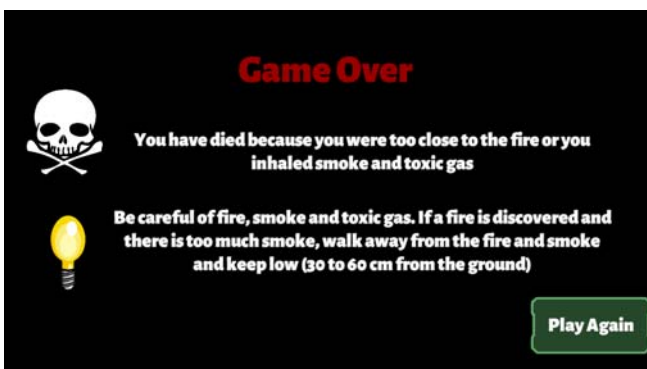 Game Over
You have died because you were too close to the fire or you
inhaled smoke and toxic gas
Be careful of fire, smoke and toxic gas. If a fire is discovered and
there is too much smoke, walk away from the fire and smoke
and keep low (30 to 60 cm from the ground)
Play Again